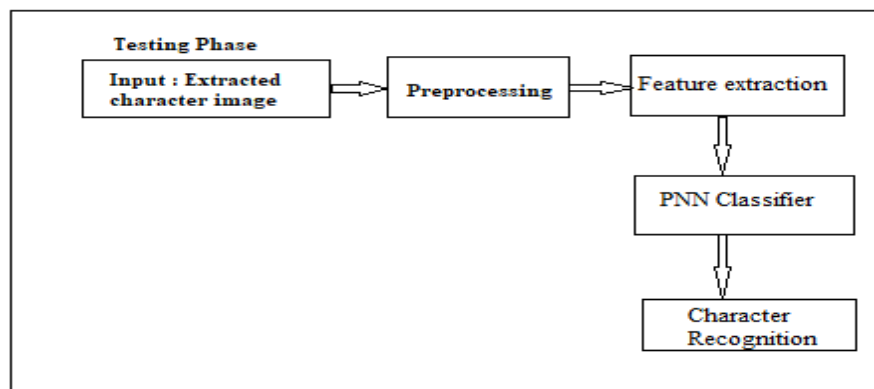 Testing Phase
Input : Extracted
character image
Preprocessing
Feature extraction
PNN Classifier
Character
Recognition